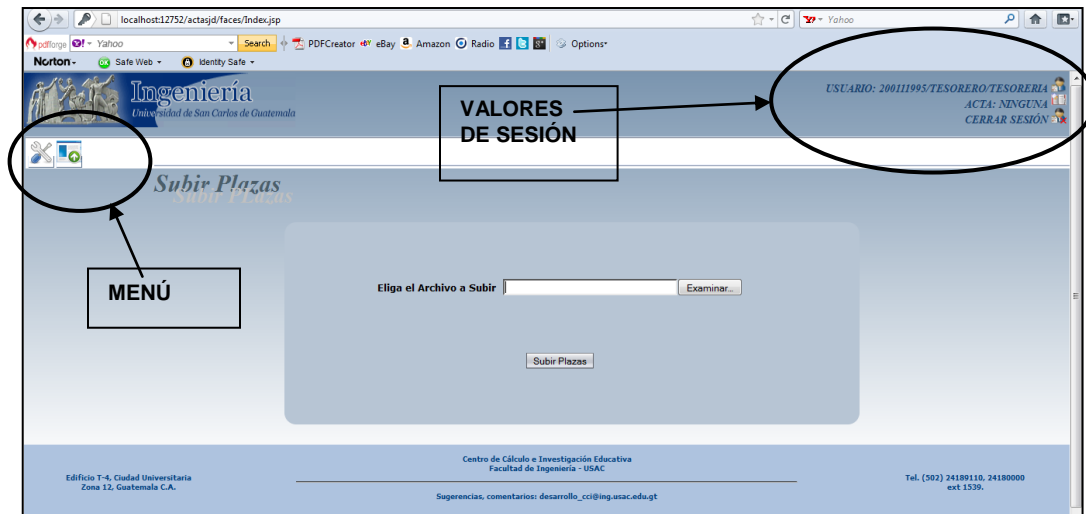 localhost:12752/actasjd/faces/Index.jsp
Yahoo
pdfforge
Yahoo
Search
PDFCreator
eBay
Amazon
Radio
Options
Norton
Safe Web
Identity Safe
Ingeniería
Universidad de San Carlos de Guatemala
VALORES
DE SESIÓN
USUARIO: 200111995/TESORERO/TESORERIA
ACTA: NINGUNA
CERRAR SESIÓN
Subir Plazas
MENÚ
Eliga el Archivo a Subir
Examinar...
Subir Plazas
Edificio T-4, Ciudad Universitaria
Zona 12, Guatemala C.A.
Centro de Cálculo e Investigación Educativa
Facultad de Ingeniería - USAC
Sugerencias, comentarios: desarrollo_cci@ing.usac.edu.gt
Tel. (502) 24189110, 24180000
ext 1539.